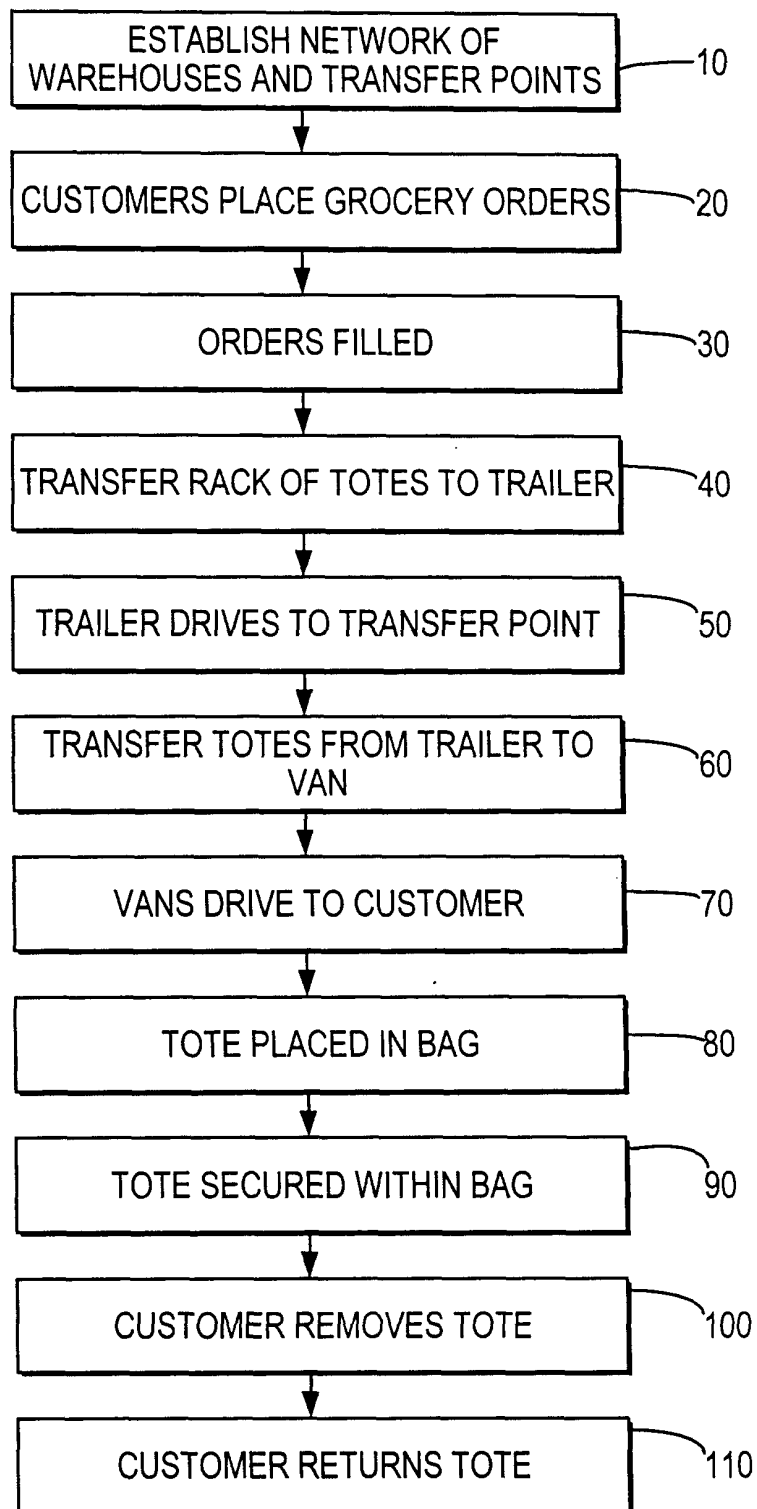 ESTABLISH NETWORK OF
WAREHOUSES AND TRANSFER POINTS
10
CUSTOMERS PLACE GROCERY ORDERS
20
ORDERS FILLED
30
TRANSFER RACK OF TOTES TO TRAILER
40
TRAILER DRIVES TO TRANSFER POINT
50
TRANSFER TOTES FROM TRAILER TO
VAN
60
VANS DRIVE TO CUSTOMER
70
TOTE PLACED IN BAG
80
TOTE SECURED WITHIN BAG
90
CUSTOMER REMOVES TOTE
100
CUSTOMER RETURNS TOTE
110